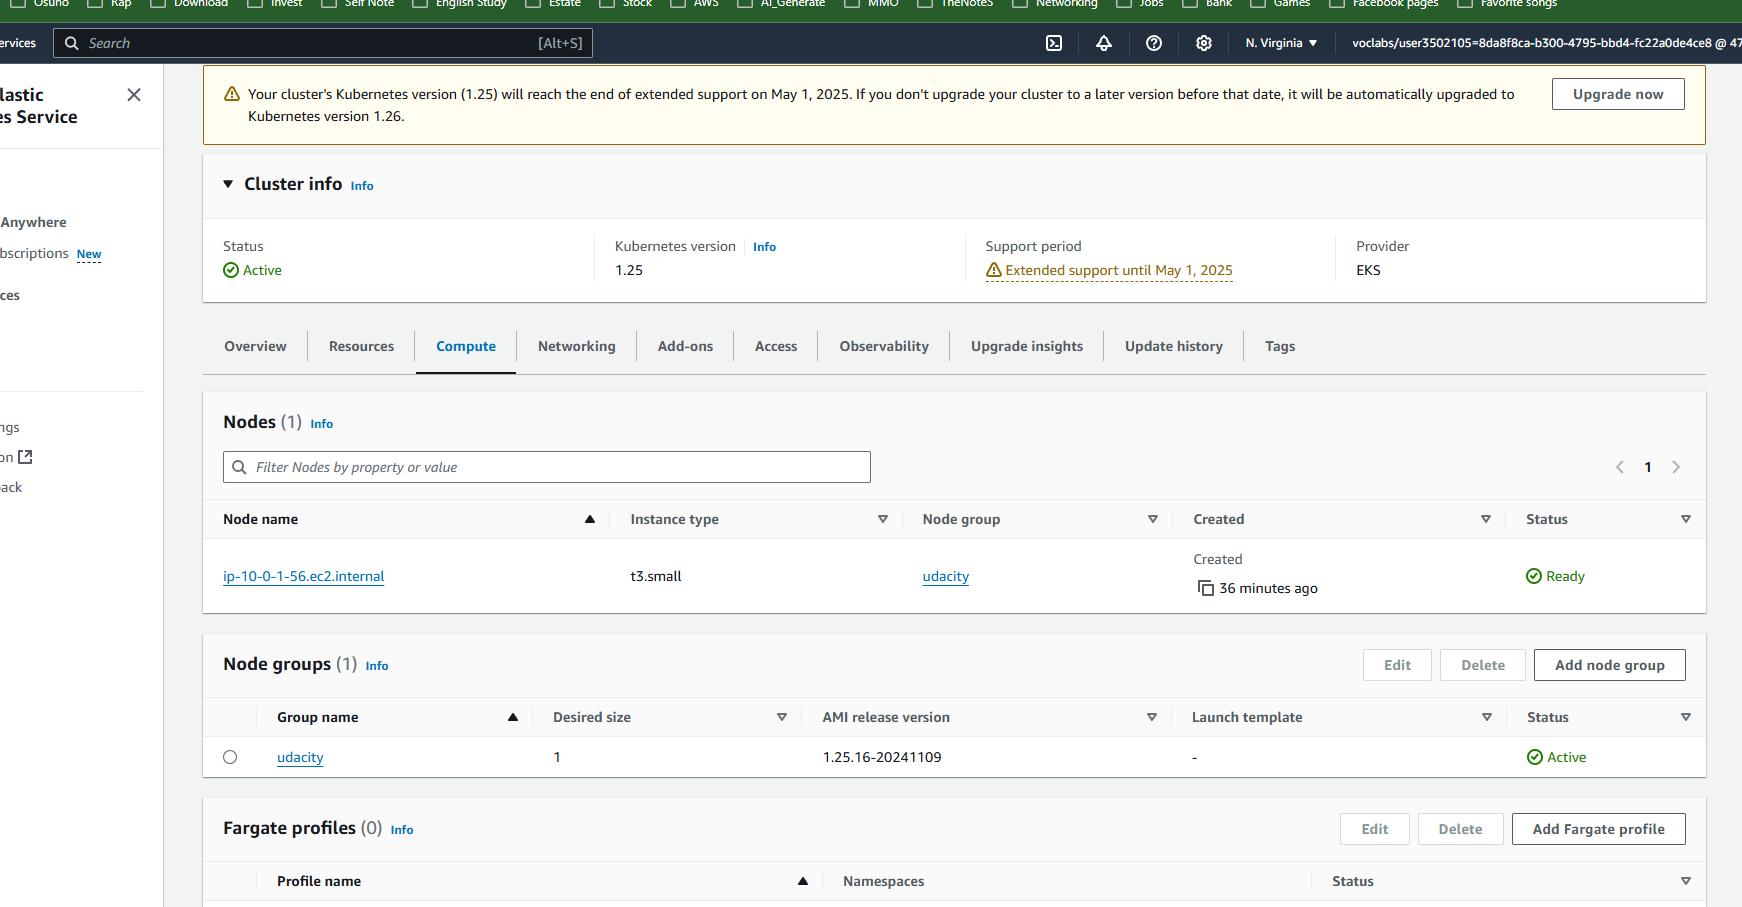 Osuno Rap Download Invest Self Note English Study Estate Stock AWS AI_Generate MMO TheNoteS Networking Jobs Bank Games Facebook pages Favorite songs
ervices Search [Alt+S] N. Virginia ▼ voclabs/user3502105=8da8f8ca-b300-4795-bbd4-fc22a0de4ce8 @ 47
lastic
es Service
Anywhere
bscriptions New
ces
ngs
on
ack
Your cluster's Kubernetes version (1.25) will reach the end of extended support on May 1, 2025. If you don't upgrade your cluster to a later version before that date, it will be automatically upgraded to
Kubernetes version 1.26.
Upgrade now
Cluster info Info
Status
Active
Kubernetes version Info
1.25
Support period
Extended support until May 1, 2025
Provider
EKS
Overview Resources Compute Networking Add-ons Access Observability Upgrade insights Update history Tags
Nodes (1) Info
Filter Nodes by property or value
1
Node name Instance type Node group Created Status
Created
ip-10-0-1-56.ec2.internal t3.small udacity 36 minutes ago Ready
Node groups (1) Info Edit Delete Add node group
Group name Desired size AMI release version Launch template Status
udacity 1 1.25.16-20241109 - Active
Fargate profiles (0) Info Edit Delete Add Fargate profile
Profile name Namespaces Status